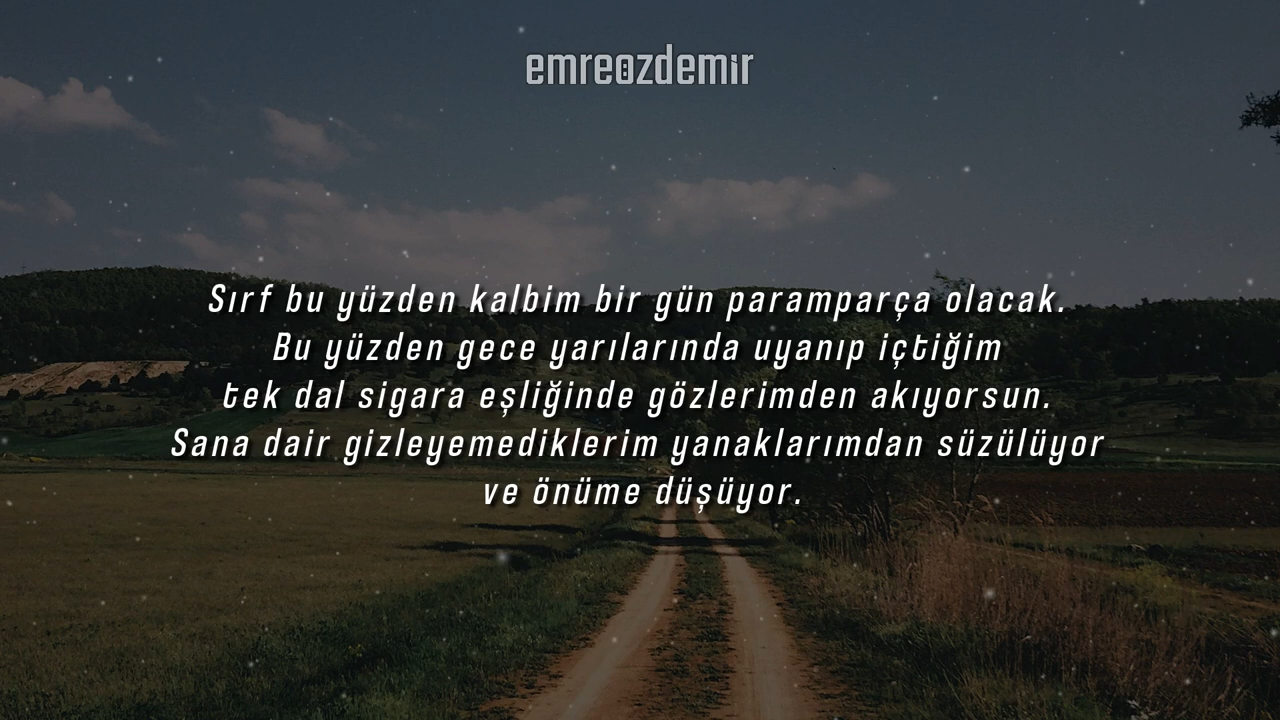 emreozdemir
Sırf bu yüzden kalbim bir gün paramparça olacak.
Bu yüzden gece yarılarında uyanıp içtiğim
tek dal sigara eşliğinde gözlerimden akıyorsun.
Sana dair gizleyemediklerim yanaklarımdan süzülüyor
ve önüme düşüyor.